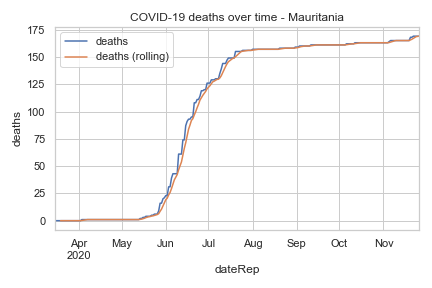 COVID-19 deaths over time - Mauritania
deaths
deaths (rolling)
175
150
125
100
75
50
25
0
deaths
Apr
2020
May
Jun
Jul
Aug
Sep
Oct
Nov
dateRep